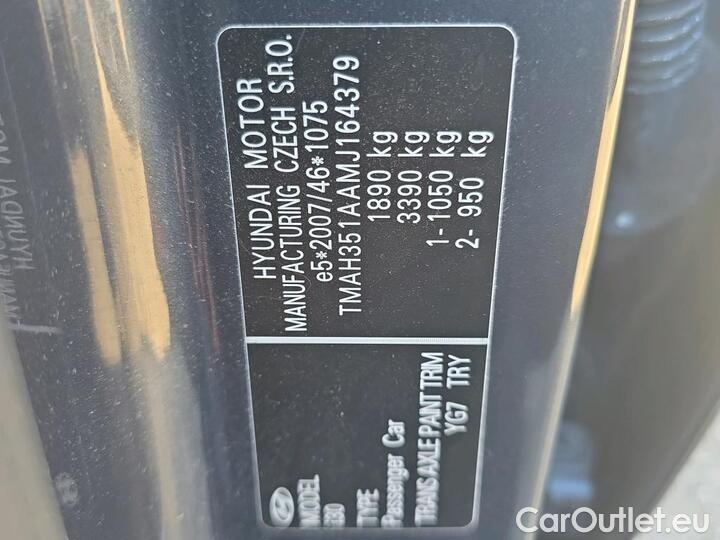 HYUNDAI MOTOR
MANUFACTURING CZECH S.R.O.
e5*2007/46*1075
TMAH351AAMJ164379
1890 kg
3390 kg
1- 1050 kg
2- 950 kg
MODEL
I30
TYPE
Passenger Car
TRANS AXLE PAINT TRIM
YG7 TRY
CarOutlet.eu